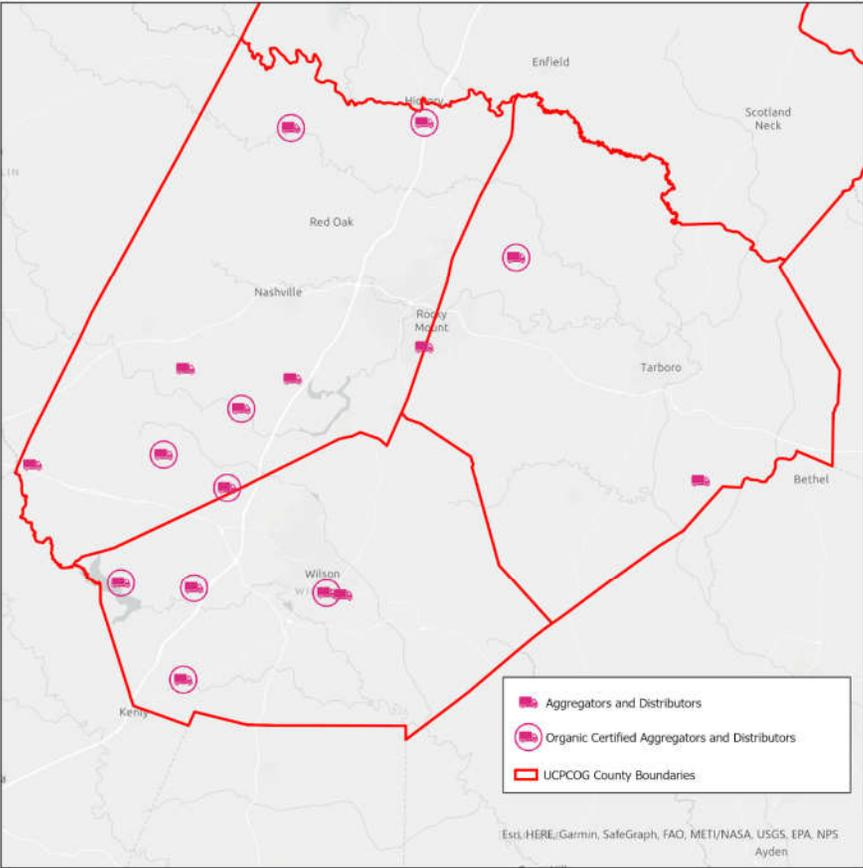 Enfield
Hickory
Scotland
Neck
LIN
Red Oak
Nashville
Rocky
Mount
Tarboro
Bethel
Wilson
Kenly
Aggregators and Distributors
Organic Certified Aggregators and Distributors
UCPCOG County Boundaries
Esri, HERE, Garmin, SafeGraph, FAO, METI/NASA, USGS, EPA, NPS
Ayden